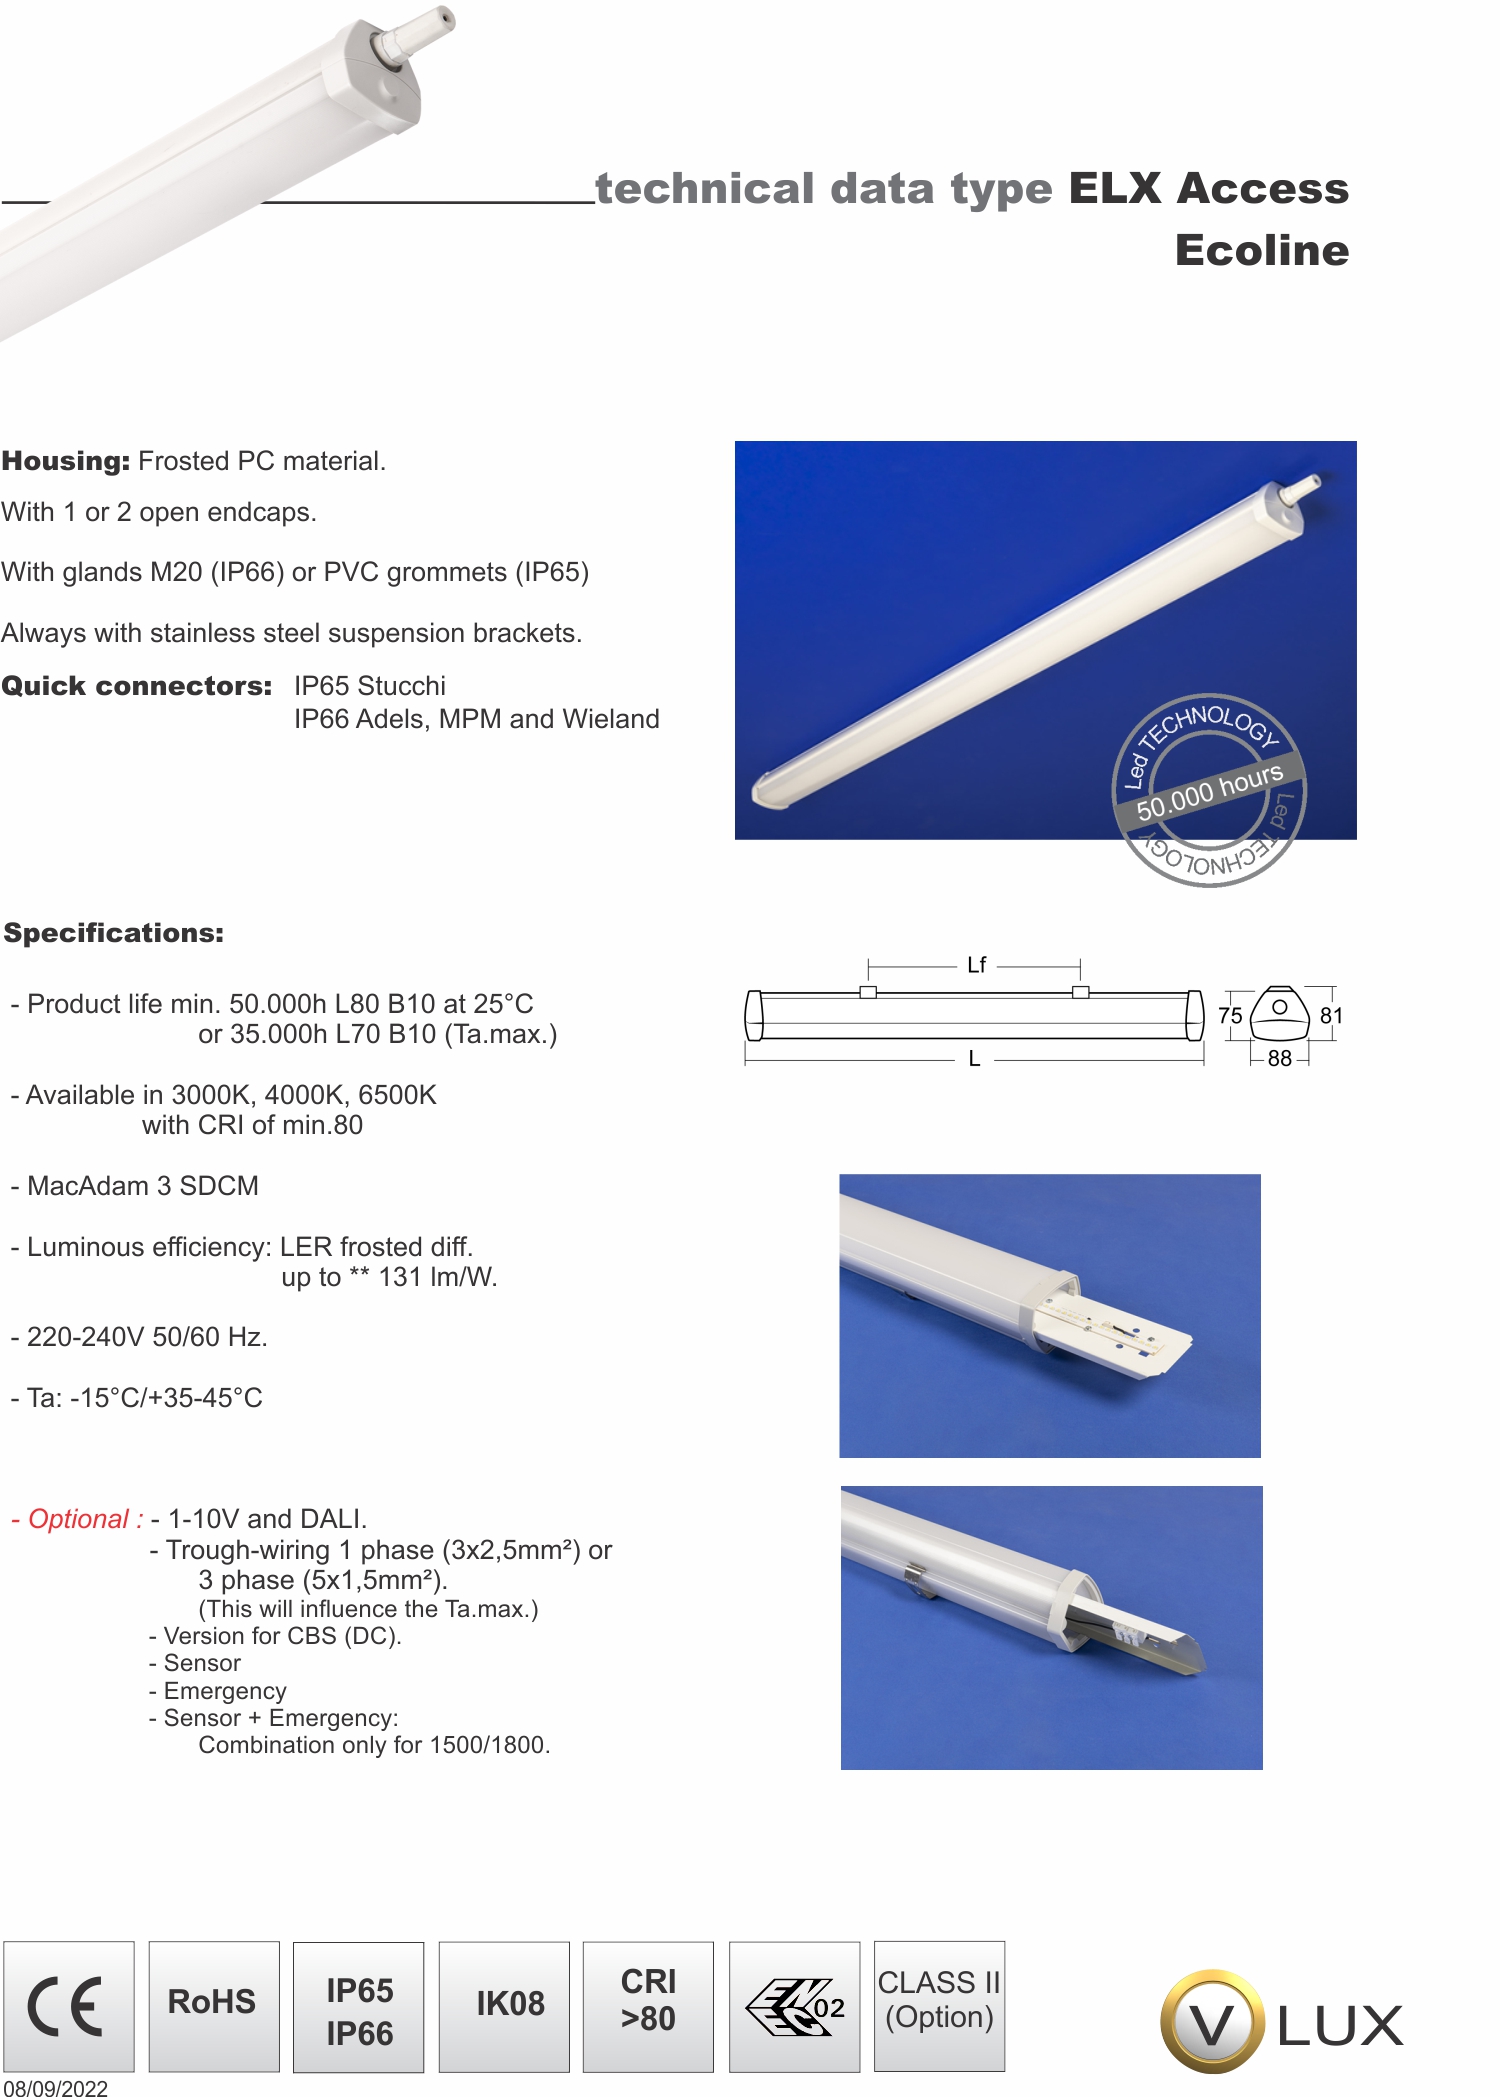 technical data type ELX Access
Ecoline
Housing: Frosted PC material.
With 1 or 2 open endcaps.
With glands M20 (IP66) or PVC grommets (IP65)
Always with stainless steel suspension brackets.
Quick connectors: IP65 Stucchi
IP66 Adels, MPM and Wieland
Led TECHNOLOGY
50.000 hours
Led TECHNOLOGY
Specifications:
- Product life min. 50.000h L80 B10 at 25°C
or 35.000h L70 B10 (Ta.max.)
- Available in 3000K, 4000K, 6500K
with CRI of min.80
- MacAdam 3 SDCM
- Luminous efficiency: LER frosted diff.
up to ** 131 lm/W.
- 220-240V 50/60 Hz.
- Ta: -15°C/+35-45°C
Lf
L
75
81
88
- Optional : - 1-10V and DALI.
- Trough-wiring 1 phase (3x2,5mm²) or
3 phase (5x1,5mm²).
(This will influence the Ta.max.)
- Version for CBS (DC).
- Sensor
- Emergency
- Sensor + Emergency:
Combination only for 1500/1800.
CE
RoHS
IP65
IP66
IK08
CRI
>80
ENEC 02
CLASS II
(Option)
V LUX
08/09/2022